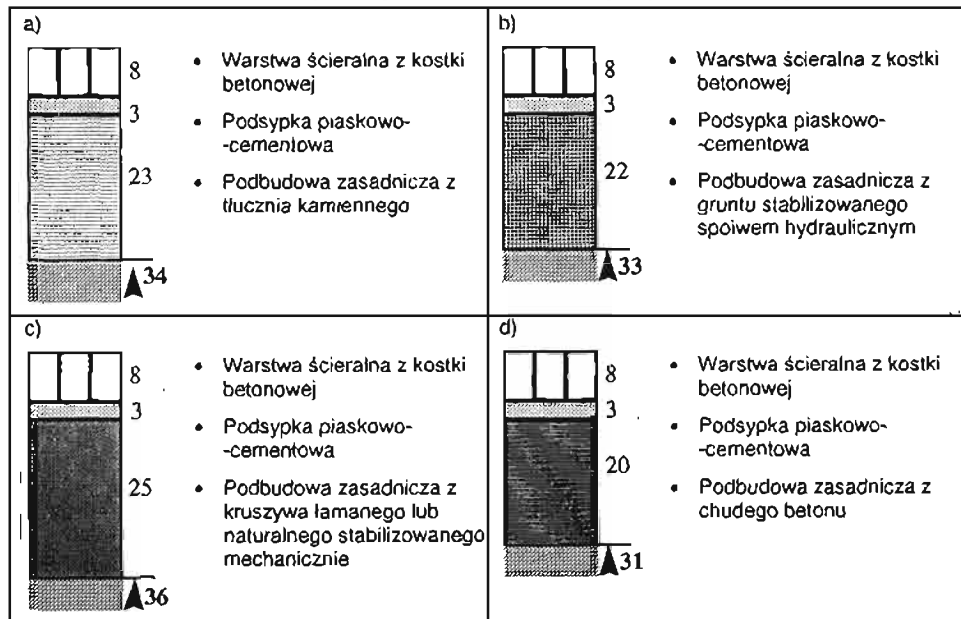 a)
8
3
23
34
• Warstwa ścieralna z kostki
betonowej
• Podsypka piaskowo-
-cementowa
• Podbudowa zasadnicza z
tłucznia kamiennego
b)
8
3
22
33
• Warstwa ścieralna z kostki
betonowej
• Podsypka piaskowo-
-cementowa
• Podbudowa zasadnicza z
gruntu stabilizowanego
spoiwem hydraulicznym
c)
8
3
25
36
• Warstwa ścieralna z kostki
betonowej
• Podsypka piaskowo-
-cementowa
• Podbudowa zasadnicza z
kruszywa łamanego lub
naturalnego stabilizowanego
mechanicznie
d)
8
3
20
31
• Warstwa ścieralna z kostki
betonowej
• Podsypka piaskowo-
-cementowa
• Podbudowa zasadnicza z
chudego betonu